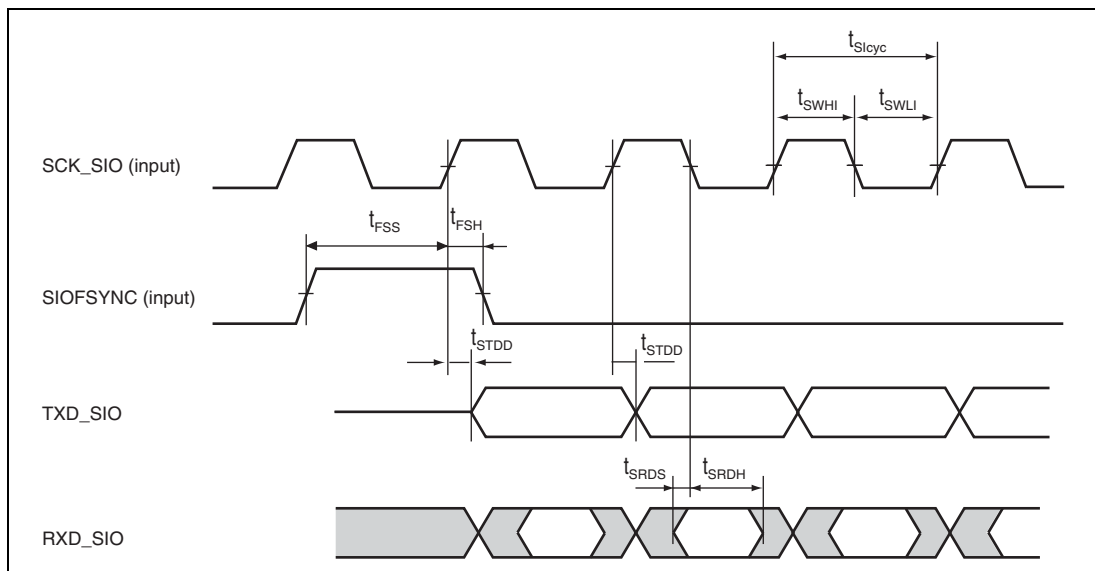 tSIcyc
tSWHI tSWLI
SCK_SIO (input)
tFSS tFSH
SIOFSYNC (input)
tSTDD tSTDD
TXD_SIO
tSRDS tSRDH
RXD_SIO